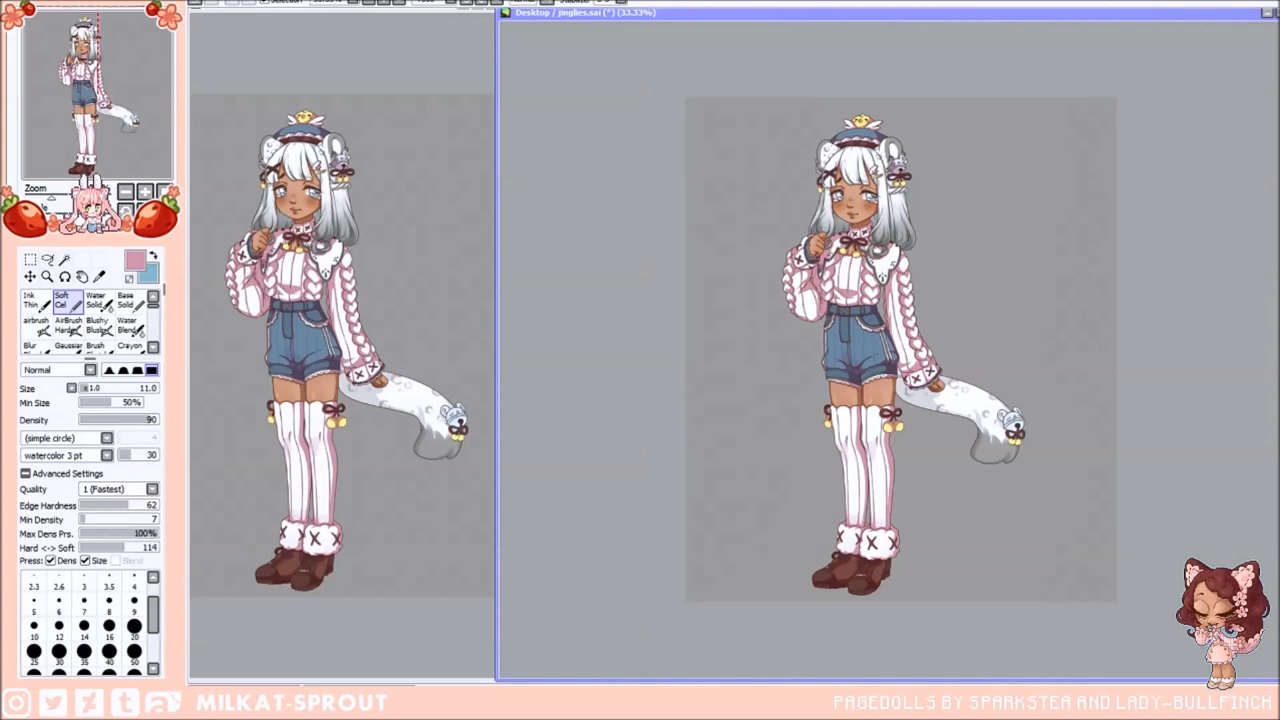 Desktop / jinglies.sai (*) (33.33%)
Zoom
Ink Thin
Soft Cel
Water Solid
Base Solid
airbrush
AirBrush Harder
Blushy Blush
Water Blend
Blur
Gaussiar
Brush
Crayon
Normal
Size 1.0 11.0
Min Size 50%
Density 90
(simple circle)
watercolor 3 pt 30
Advanced Settings
Quality 1 (Fastest)
Edge Hardness 62
Min Density 7
Max Dens Prs. 100%
Hard <-> Soft 114
Press: Dens Size Blend
2.3 2.6 3 3.5 4
5 6 7 8 9
10 12 14 16 20
25 30 35 40 50
MILKAT-SPROUT
PAGEDOLLS BY SPARKSTEA AND LADY-BULLFINCH